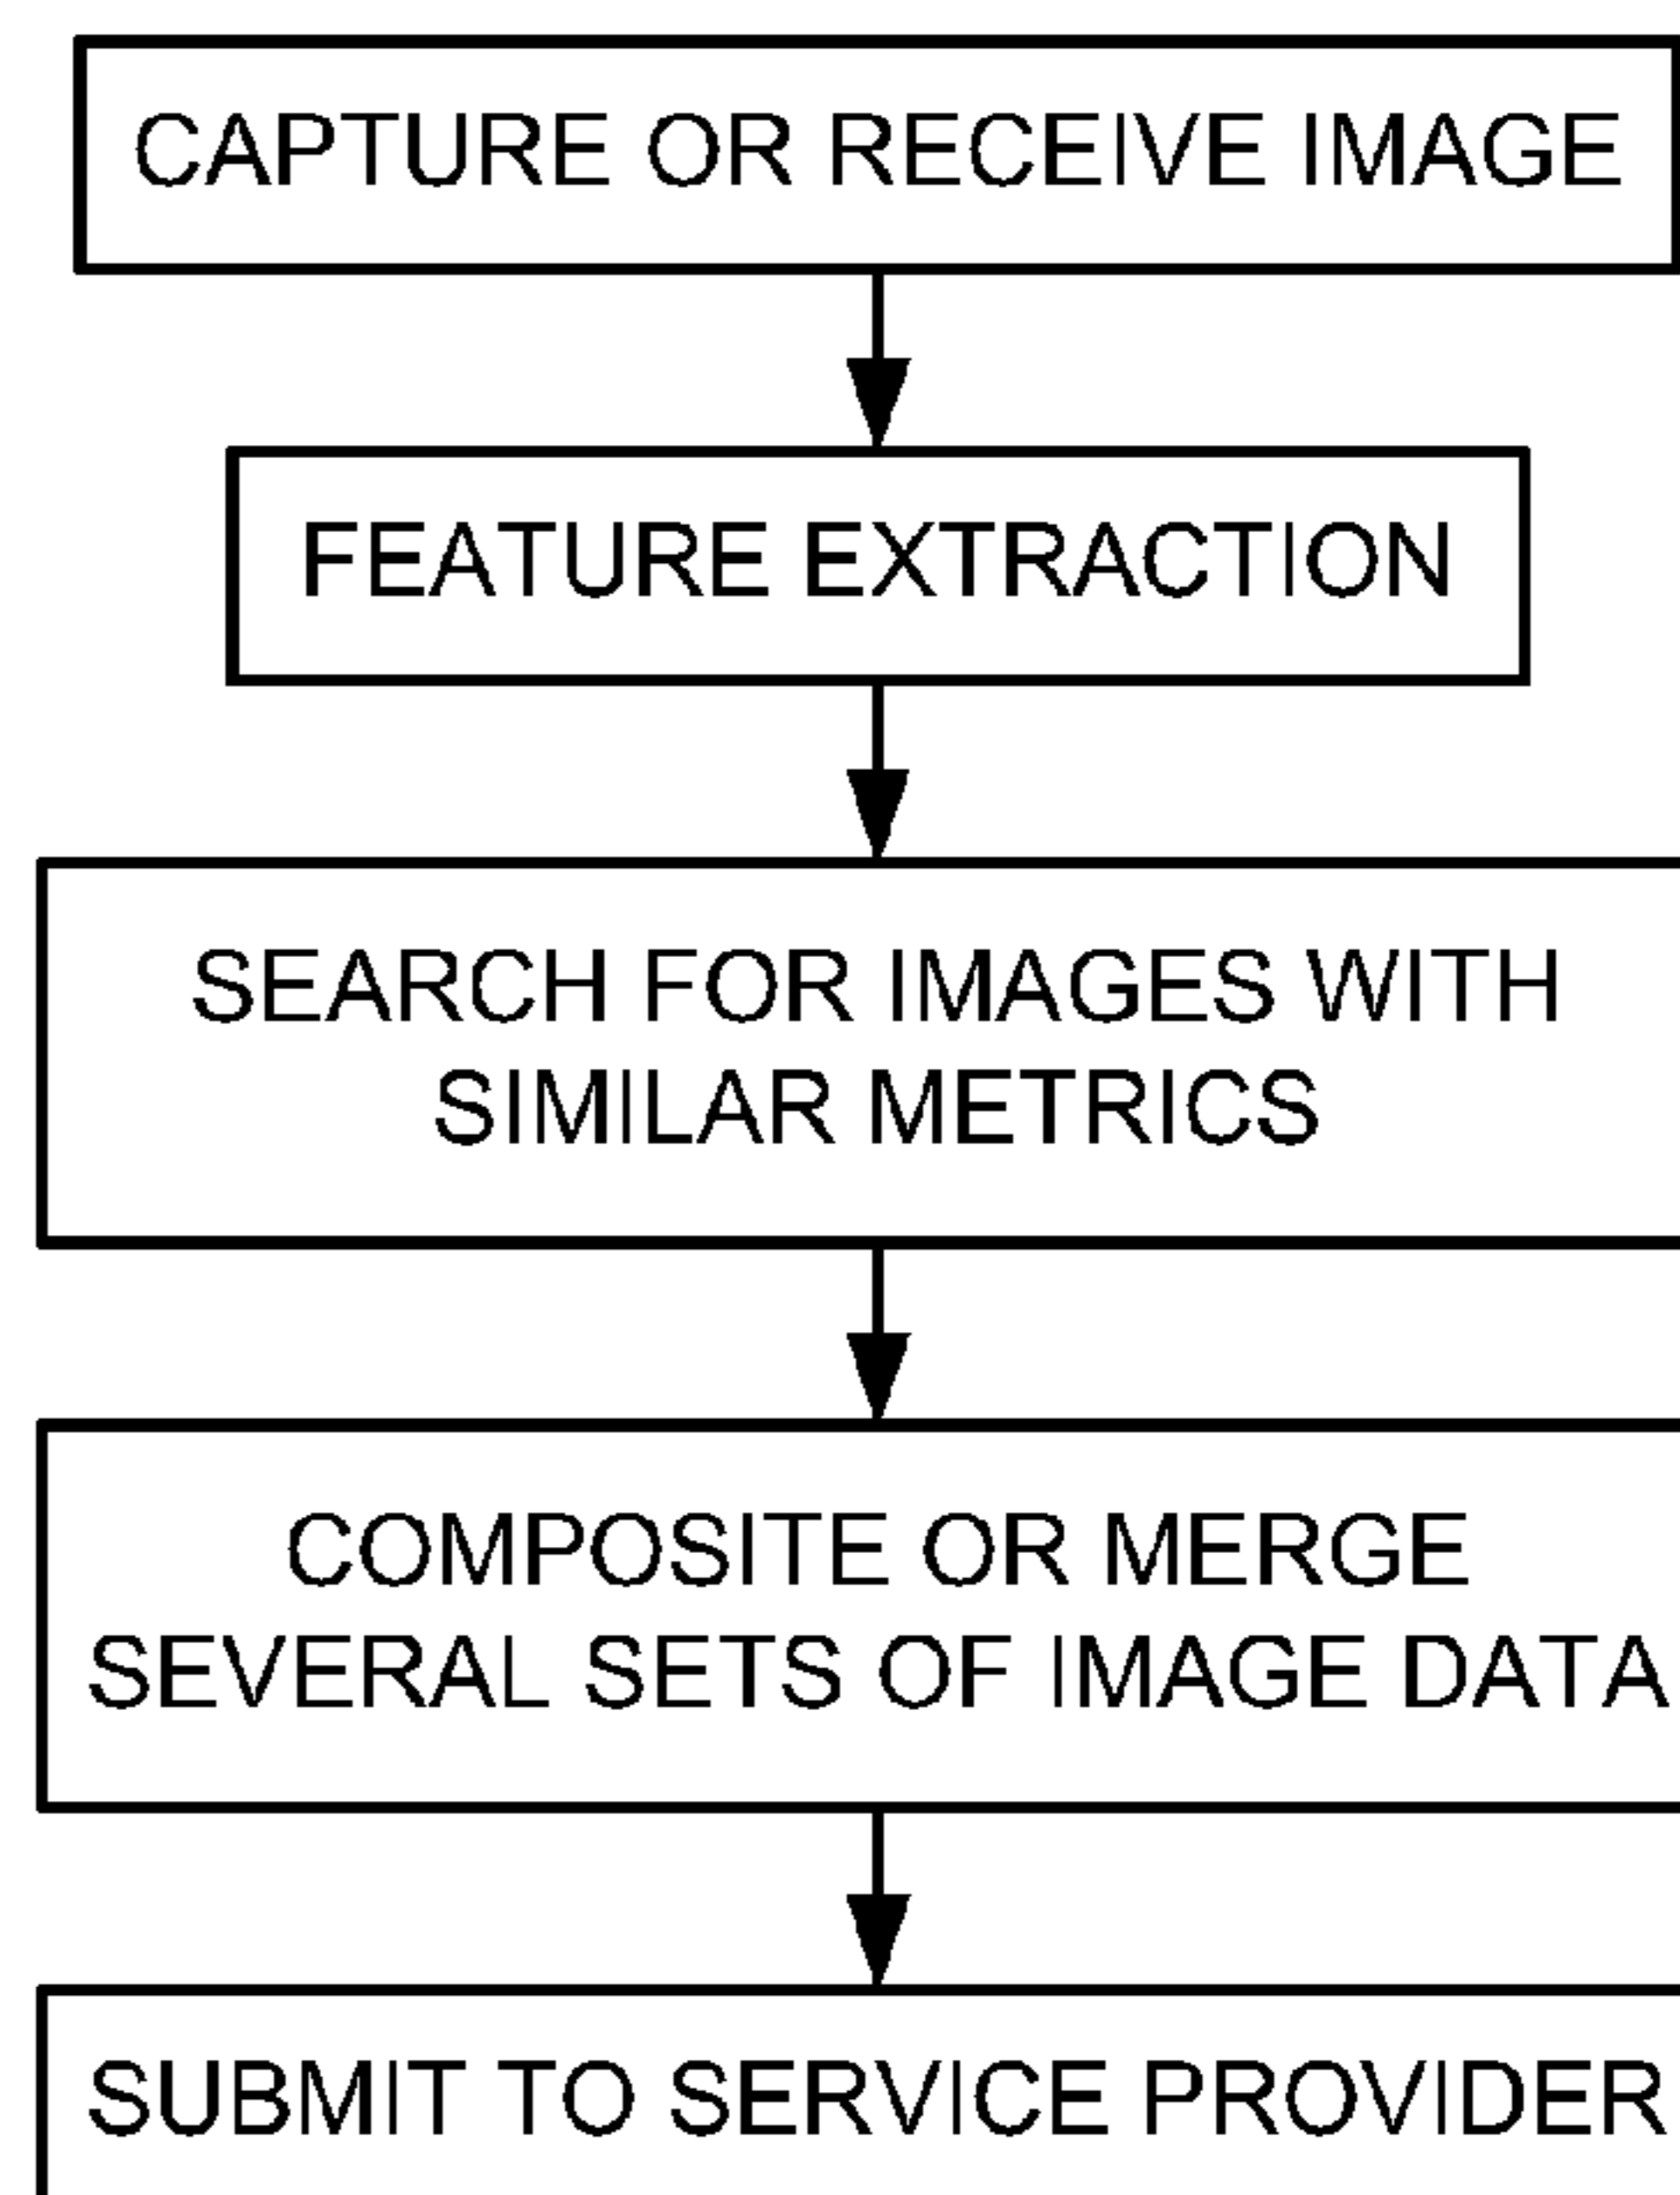 CAPTURE OR RECEIVE IMAGE
FEATURE EXTRACTION
SEARCH FOR IMAGES WITH
SIMILAR METRICS
COMPOSITE OR MERGE
SEVERAL SETS OF IMAGE DATA
SUBMIT TO SERVICE PROVIDER